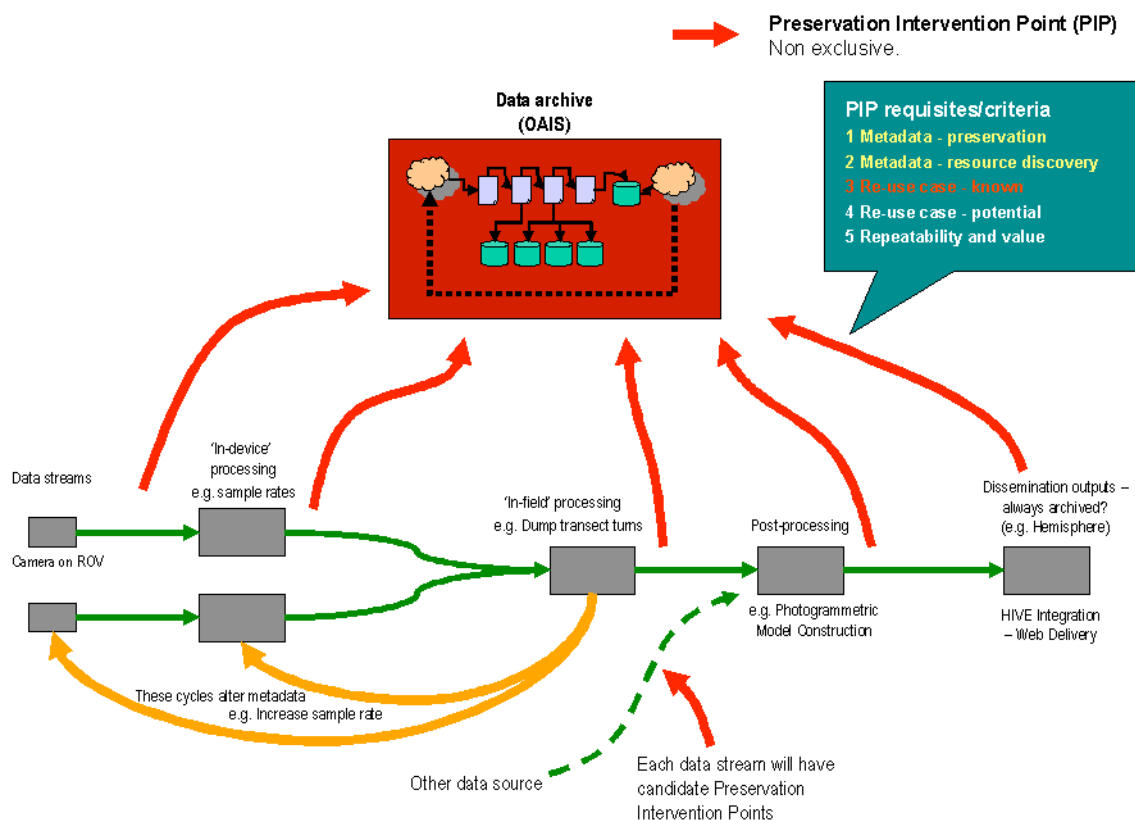 Preservation Intervention Point (PIP)
Non exclusive.
Data archive
(OAIS)
PIP requisites/criteria
1 Metadata - preservation
2 Metadata - resource discovery
3 Re-use case - known
4 Re-use case - potential
5 Repeatability and value
Data streams
'In-device'
processing
e.g. sample rates
Camera on ROV
'In-field' processing
e.g. Dump transect turns
Post-processing
e.g. Photogrammetric
Model Construction
Dissemination outputs –
always archived?
(e.g. Hemisphere)
HIVE Integration
– Web Delivery
These cycles alter metadata
e.g. Increase sample rate
Other data source
Each data stream will have
candidate Preservation
Intervention Points